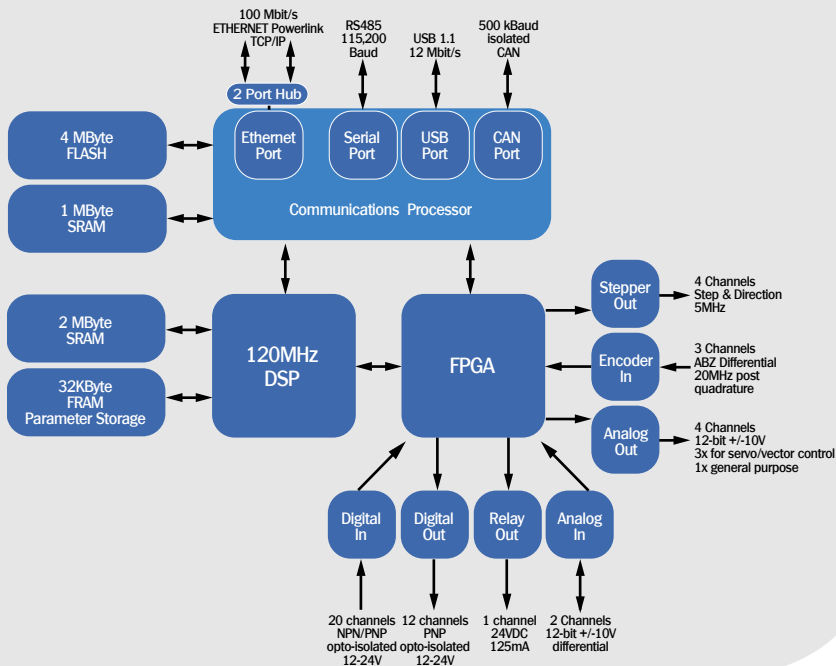 100 Mbit/s
ETHERNET Powerlink
TCP/IP
RS485
115,200
Baud
USB 1.1
12 Mbit/s
500 kBaud
isolated
CAN
2 Port Hub
4 MByte
FLASH
Ethernet
Port
Serial
Port
USB
Port
CAN
Port
1 MByte
SRAM
Communications Processor
2 MByte
SRAM
32KByte
FRAM
Parameter Storage
120MHz
DSP
FPGA
Stepper
Out
4 Channels
Step & Direction
5MHz
Encoder
In
3 Channels
ABZ Differential
20MHz post
quadrature
Analog
Out
4 Channels
12-bit +/-10V
3x for servo/vector control
1x general purpose
Digital
In
Digital
Out
Relay
Out
Analog
In
20 channels
NPN/PNP
opto-isolated
12-24V
12 channels
PNP
opto-isolated
12-24V
1 channel
24VDC
125mA
2 Channels
12-bit +/-10V
differential